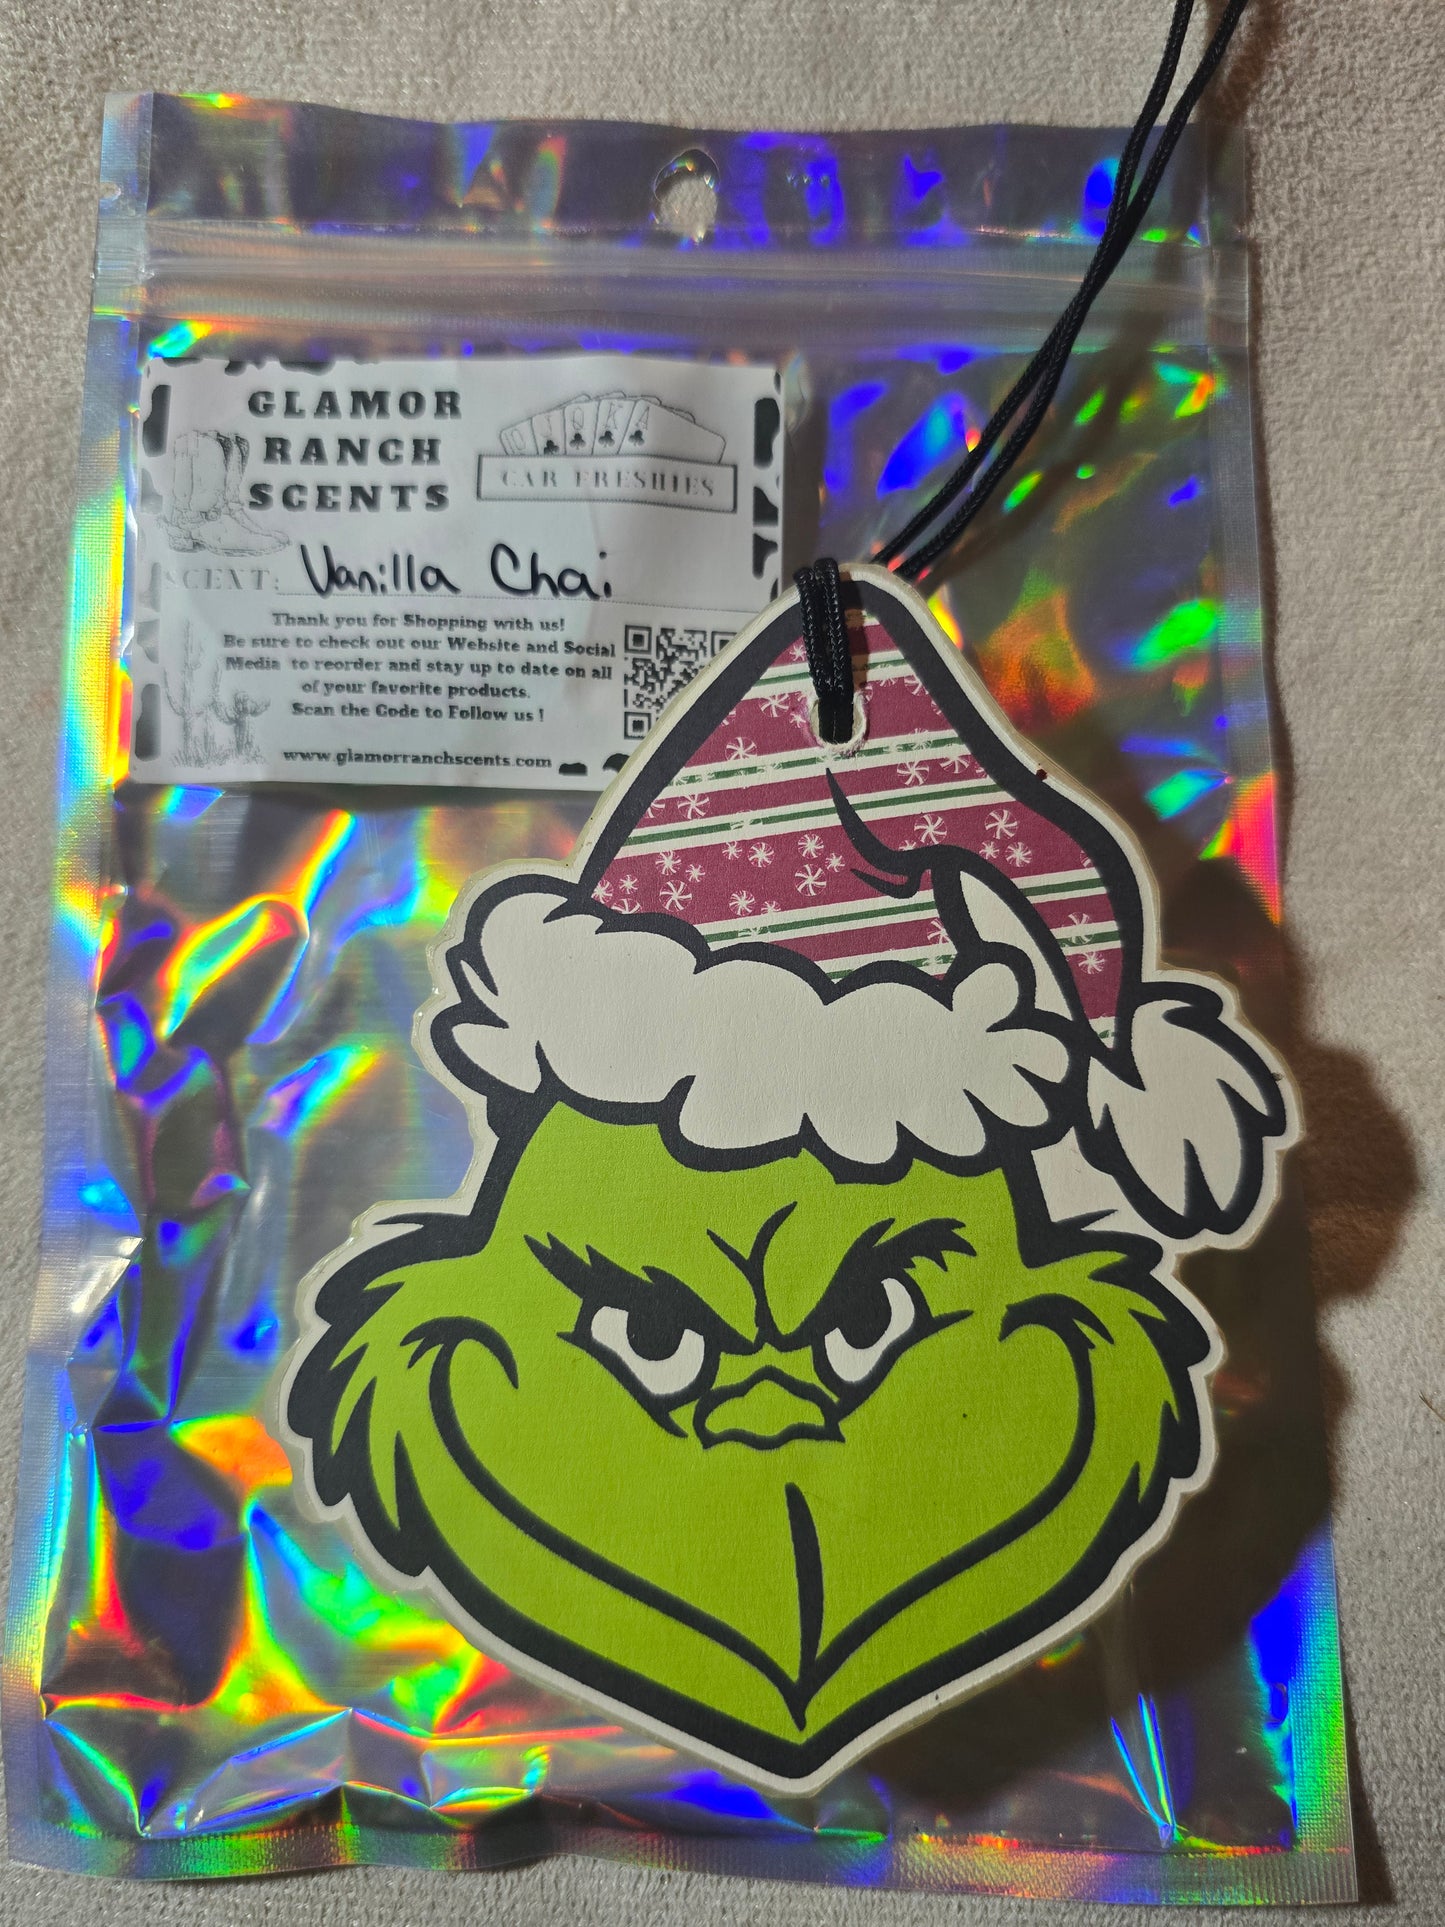 GLAMOR
RANCH
SCENTS
10 J Q K A
CAR FRESHIES
SCENT: Vanilla Chai
Thank you for Shopping with us!
Be sure to check out our Website and Social
Media to reorder and stay up to date on all
of your favorite products.
Scan the Code to Follow us !
www.glamorranchscents.com